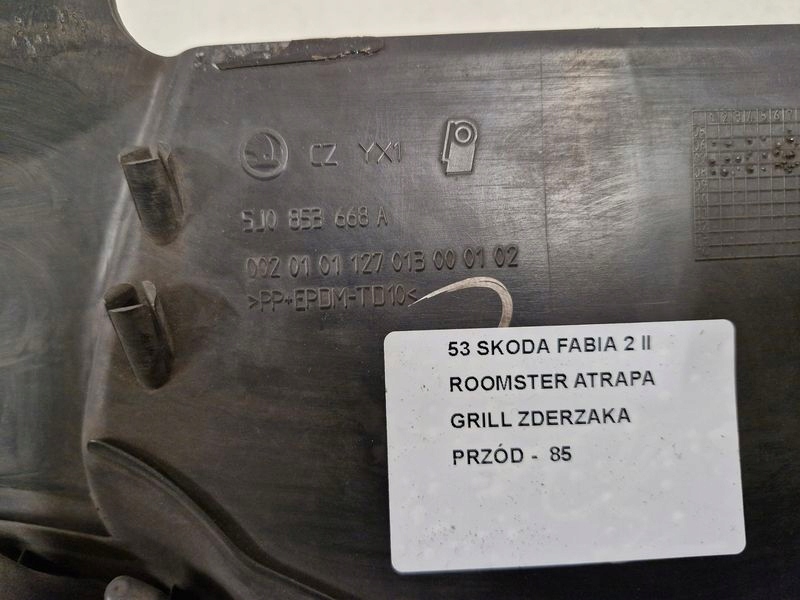 CZ YX1
5J0 853 668 A
002 01 01 127 013 00 01 02
>PP+EPDM-TD10<
53 SKODA FABIA 2 II
ROOMSTER ATRAPA
GRILL ZDERZAKA
PRZÓD - 85